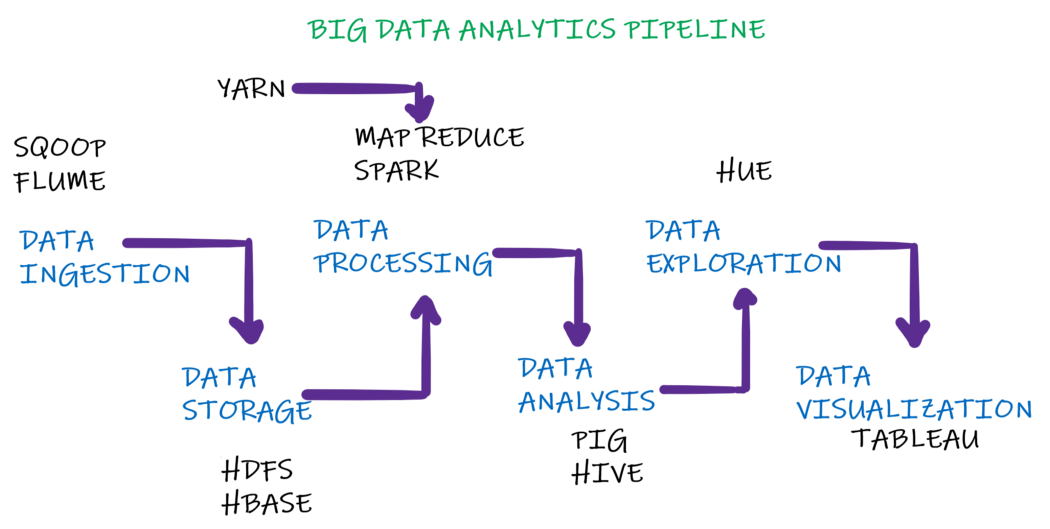 BIG DATA ANALYTICS PIPELINE
YARN
MAP REDUCE
SPARK
SQOOP
FLUME
HUE
DATA
INGESTION
DATA
PROCESSING
DATA
EXPLORATION
DATA
STORAGE
DATA
ANALYSIS
DATA
VISUALIZATION
HDFS
HBASE
PIG
HIVE
TABLEAU